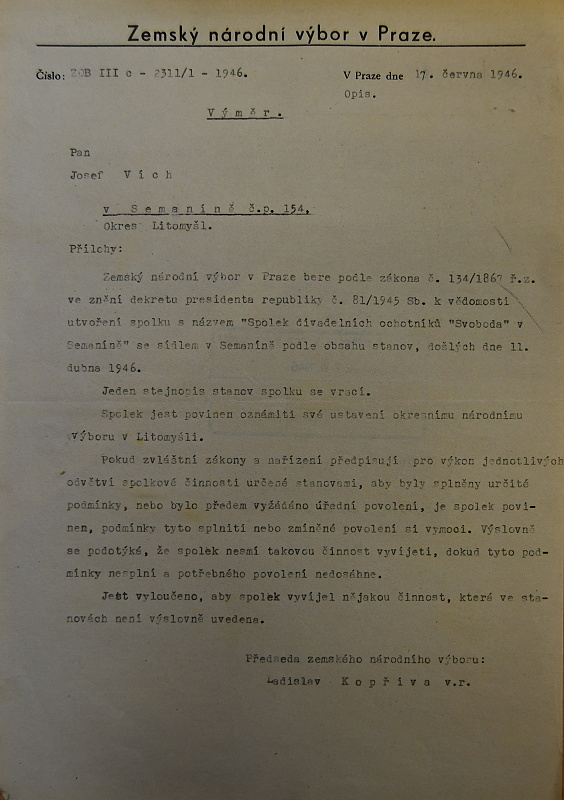 Zemský národní výbor v Praze.
Číslo: ZOB III c - 2311/1 - 1946.
V Praze dne 17. června 1946.
Opis.
Výměr.
Pan
Josef Vích
v Semaníně č.p. 154,
Okres Litomyšl.
Přílohy:
Zemský národní výbor v Praze bere podle zákona č. 134/1867 ř.z.
ve znění dekretu presidenta republiky č. 81/1945 Sb. k vědomosti
utvoření spolku s názvem "Spolek divadelních ochotníků "Svoboda" v
Semaníně" se sídlem v Semaníně podle obsahu stanov, došlých dne 11.
dubna 1946.
Jeden stejnopis stanov spolku se vrací.
Spolek jest povinen oznámiti své ustavení okresnímu národnímu
výboru v Litomyšli.
Pokud zvláštní zákony a nařízení předpisují pro výkon jednotlivých
odvětví spolkové činnosti určené stanovami, aby byly splněny určité
podmínky, nebo bylo předem vyžádáno úřední povolení, je spolek povi-
nen, podmínky tyto splniti nebo zmíněné povolení si vymoci. Výslovně
se podotýká, že spolek nesmí takovou činnost vyvíjeti, dokud tyto pod-
mínky nesplní a potřebného povolení nedosáhne.
Jest vyloučeno, aby spolek vyvíjel nějakou činnost, která ve sta-
novách není výslovně uvedena.
Předseda zemského národního výboru:
Ladislav Kopřiva v.r.